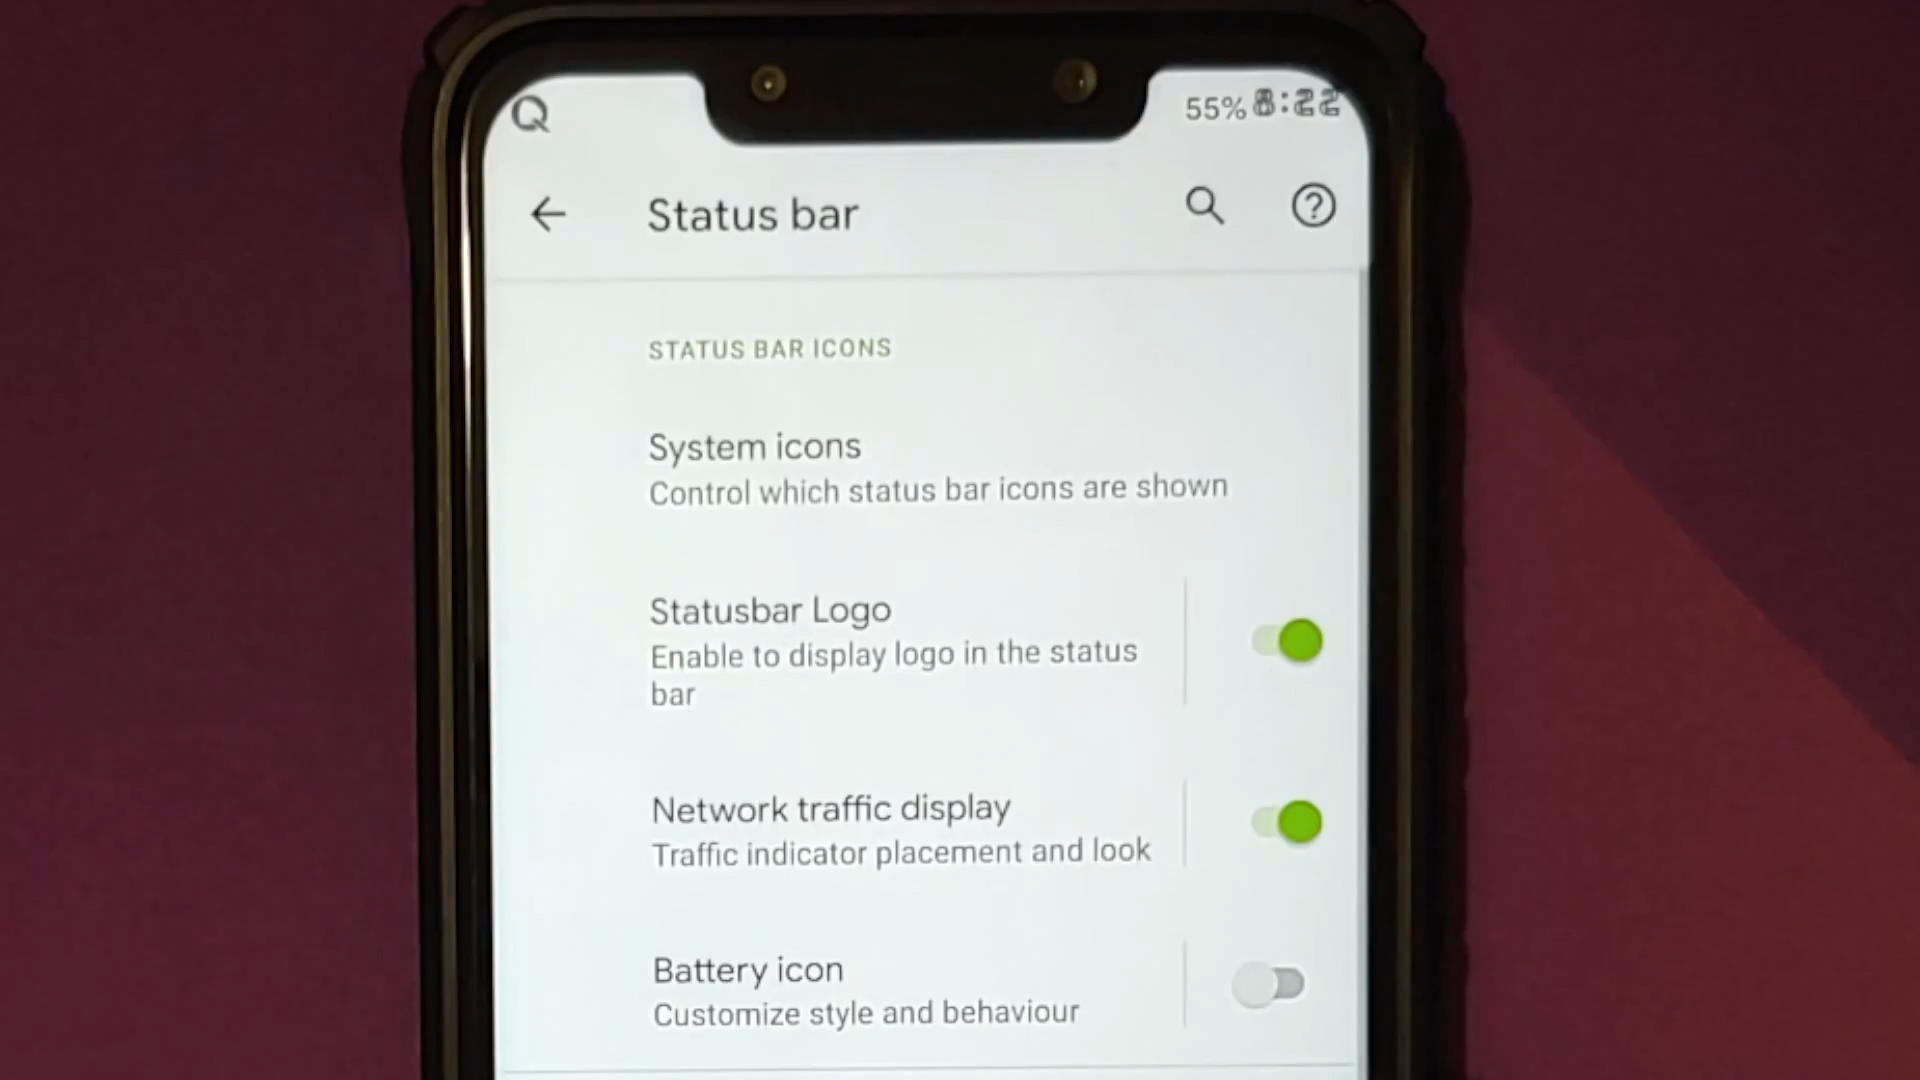 55% 8:22
Status bar
STATUS BAR ICONS
System icons
Control which status bar icons are shown
Statusbar Logo
Enable to display logo in the status
bar
Network traffic display
Traffic indicator placement and look
Battery icon
Customize style and behaviour